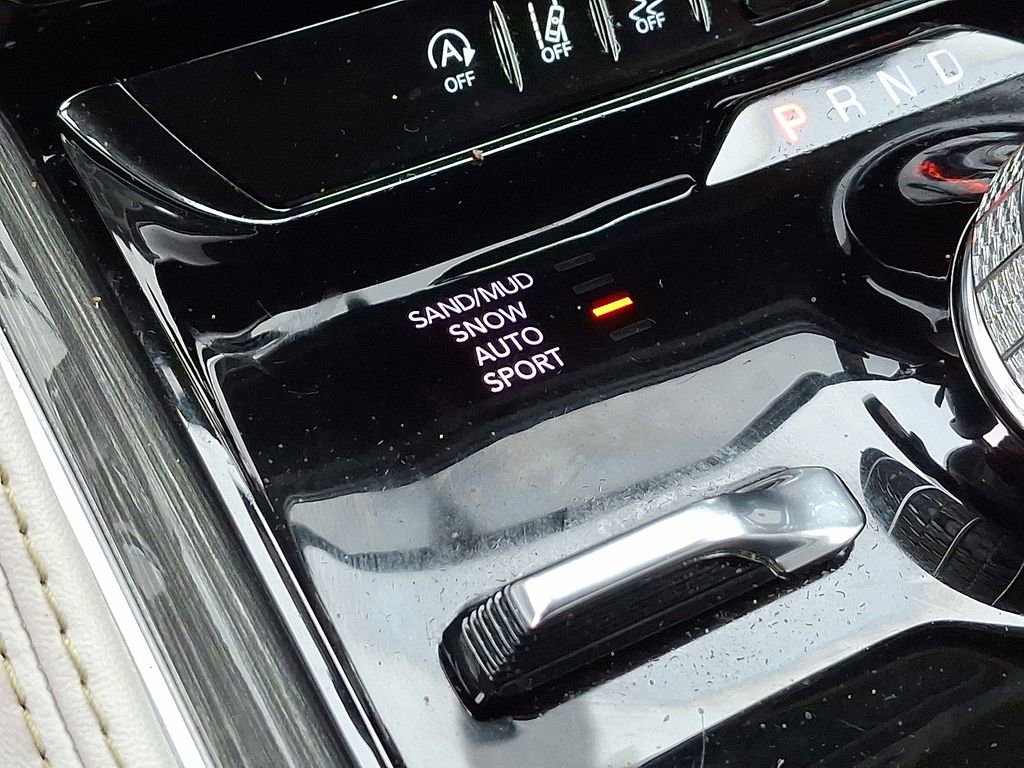 A
OFF
OFF
OFF
P R N D
SAND/MUD
SNOW
AUTO
SPORT